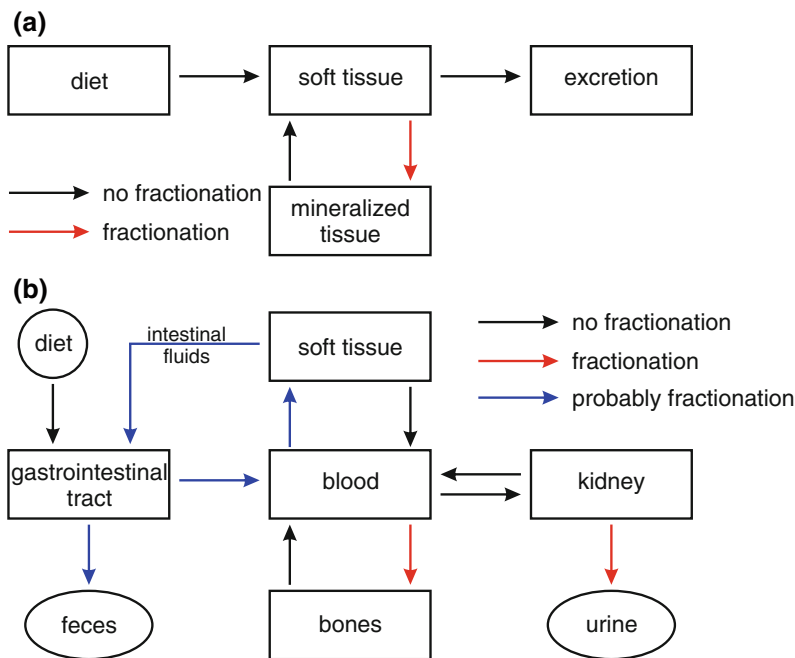 (a)
diet
soft tissue
excretion
no fractionation
fractionation
mineralized
tissue
(b)
diet
intestinal
fluids
soft tissue
no fractionation
fractionation
probably fractionation
gastrointestinal
tract
blood
kidney
feces
bones
urine